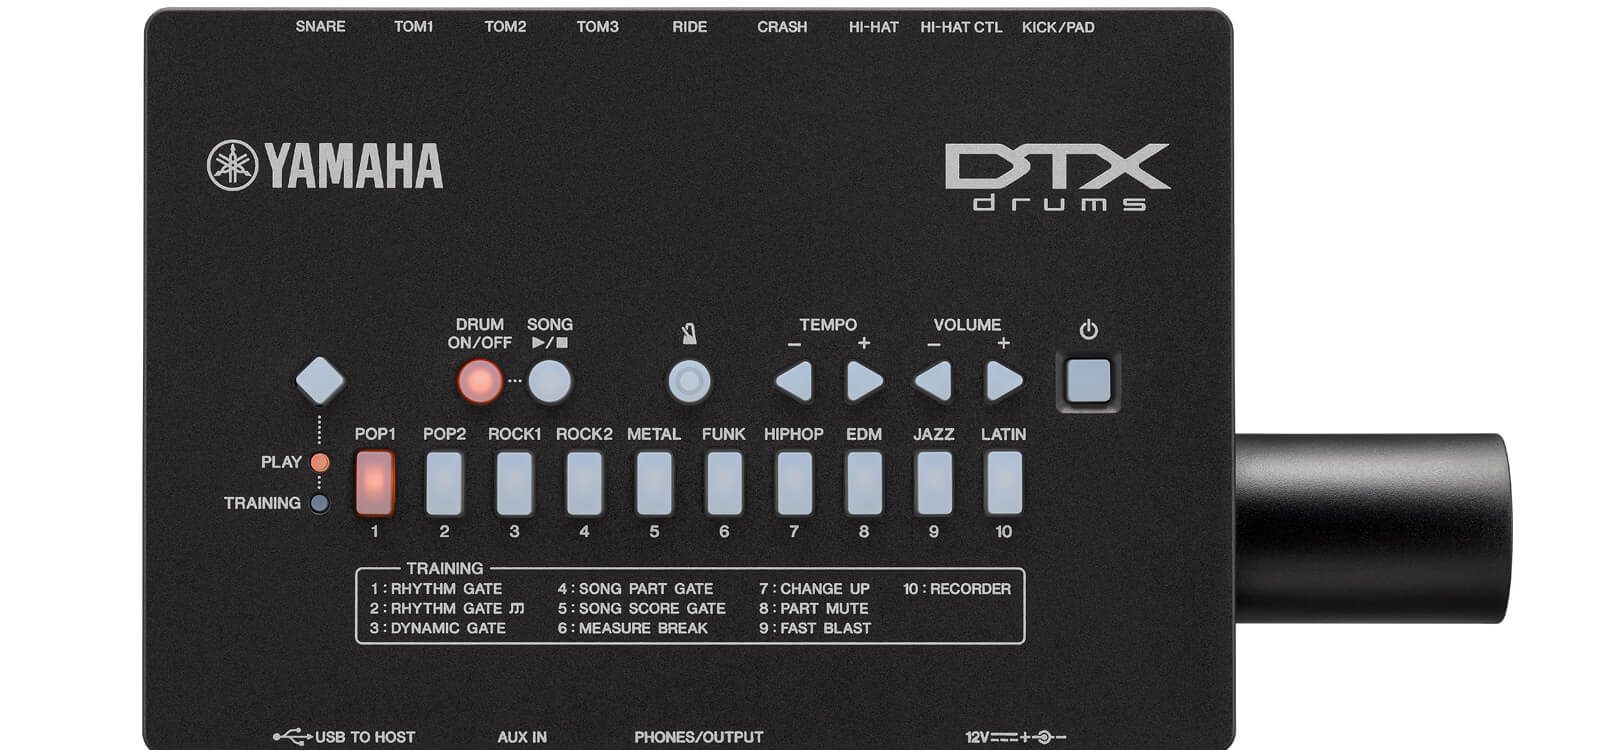 SNARE TOM1 TOM2 TOM3 RIDE CRASH HI-HAT HI-HAT CTL KICK/PAD
YAMAHA
DTX
drums
DRUM SONG TEMPO VOLUME
ON/OFF ▶/■ − + − +
POP1 POP2 ROCK1 ROCK2 METAL FUNK HIPHOP EDM JAZZ LATIN
PLAY
TRAINING
1 2 3 4 5 6 7 8 9 10
TRAINING
1 : RHYTHM GATE 4 : SONG PART GATE 7 : CHANGE UP 10 : RECORDER
2 : RHYTHM GATE 5 : SONG SCORE GATE 8 : PART MUTE
3 : DYNAMIC GATE 6 : MEASURE BREAK 9 : FAST BLAST
USB TO HOST AUX IN PHONES/OUTPUT 12V